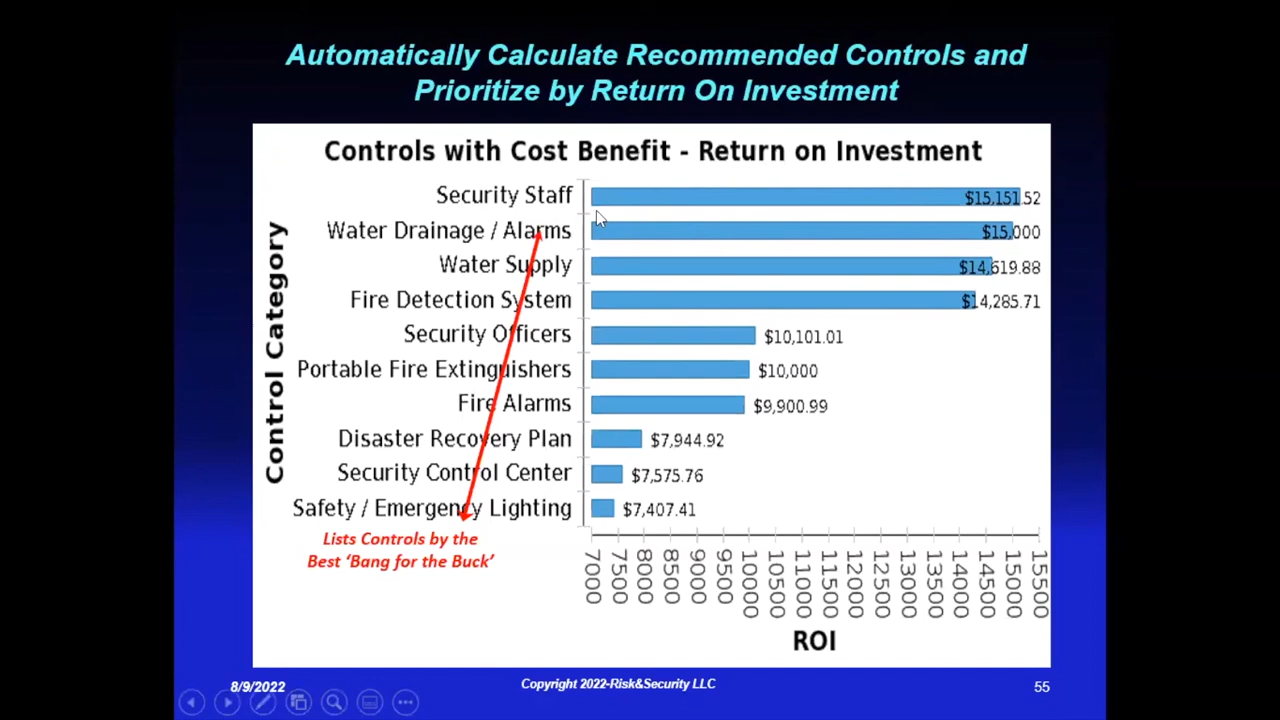 Automatically Calculate Recommended Controls and
Prioritize by Return On Investment
Controls with Cost Benefit - Return on Investment
Control Category
Security Staff $15,151.52
Water Drainage / Alarms $15,000
Water Supply $14,619.88
Fire Detection System $14,285.71
Security Officers $10,101.01
Portable Fire Extinguishers $10,000
Fire Alarms $9,900.99
Disaster Recovery Plan $7,944.92
Security Control Center $7,575.76
Safety / Emergency Lighting $7,407.41
Lists Controls by the
Best ‘Bang for the Buck’
7000 7500 8000 8500 9000 9500 10000 10500 11000 11500 12000 12500 13000 13500 14000 14500 15000 15500
ROI
8/9/2022 Copyright 2022-Risk&Security LLC 55